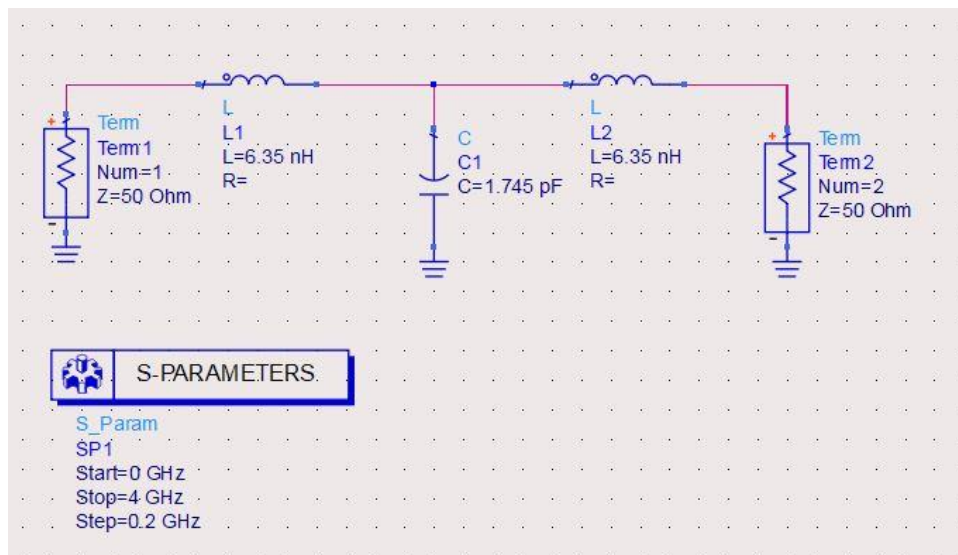 Term
Term1
Num=1
Z=50 Ohm
L
L1
L=6.35 nH
R=
C
C1
C=1.745 pF
L
L2
L=6.35 nH
R=
Term
Term2
Num=2
Z=50 Ohm
S-PARAMETERS
S_Param
SP1
Start=0 GHz
Stop=4 GHz
Step=0.2 GHz